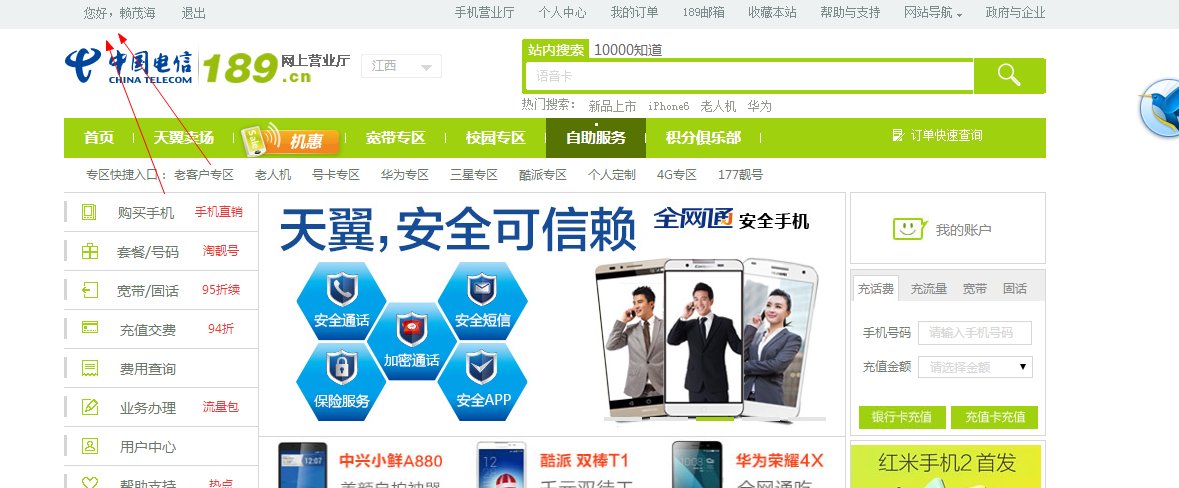 您好，赖茂海 退出 手机营业厅 个人中心 我的订单 189邮箱 收藏本站 帮助与支持 网站导航 政府与企业
中国电信 CHINA TELECOM 189.cn 网上营业厅 江西
站内搜索 10000知道
语音卡
热门搜索： 新品上市 iPhone6 老人机 华为
首页 天翼卖场 机惠 宽带专区 校园专区 自助服务 积分俱乐部 订单快速查询
专区快捷入口： 老客户专区 老人机 号卡专区 华为专区 三星专区 酷派专区 个人定制 4G专区 177靓号
购买手机 手机直销
套餐/号码 淘靓号
宽带/固话 95折续
充值交费 94折
费用查询
业务办理 流量包
用户中心
帮助支持 热点
天翼，安全可信赖 全网通 安全手机
安全通话 安全短信
加密通话
保险服务 安全APP
中兴小鲜A880
美颜自拍神器
酷派 双棒T1
千元双待王
华为荣耀4X
全网通吃
我的账户
充话费 充流量 宽带 固话
手机号码 请输入手机号码
充值金额 请选择金额
银行卡充值 充值卡充值
红米手机2 首发